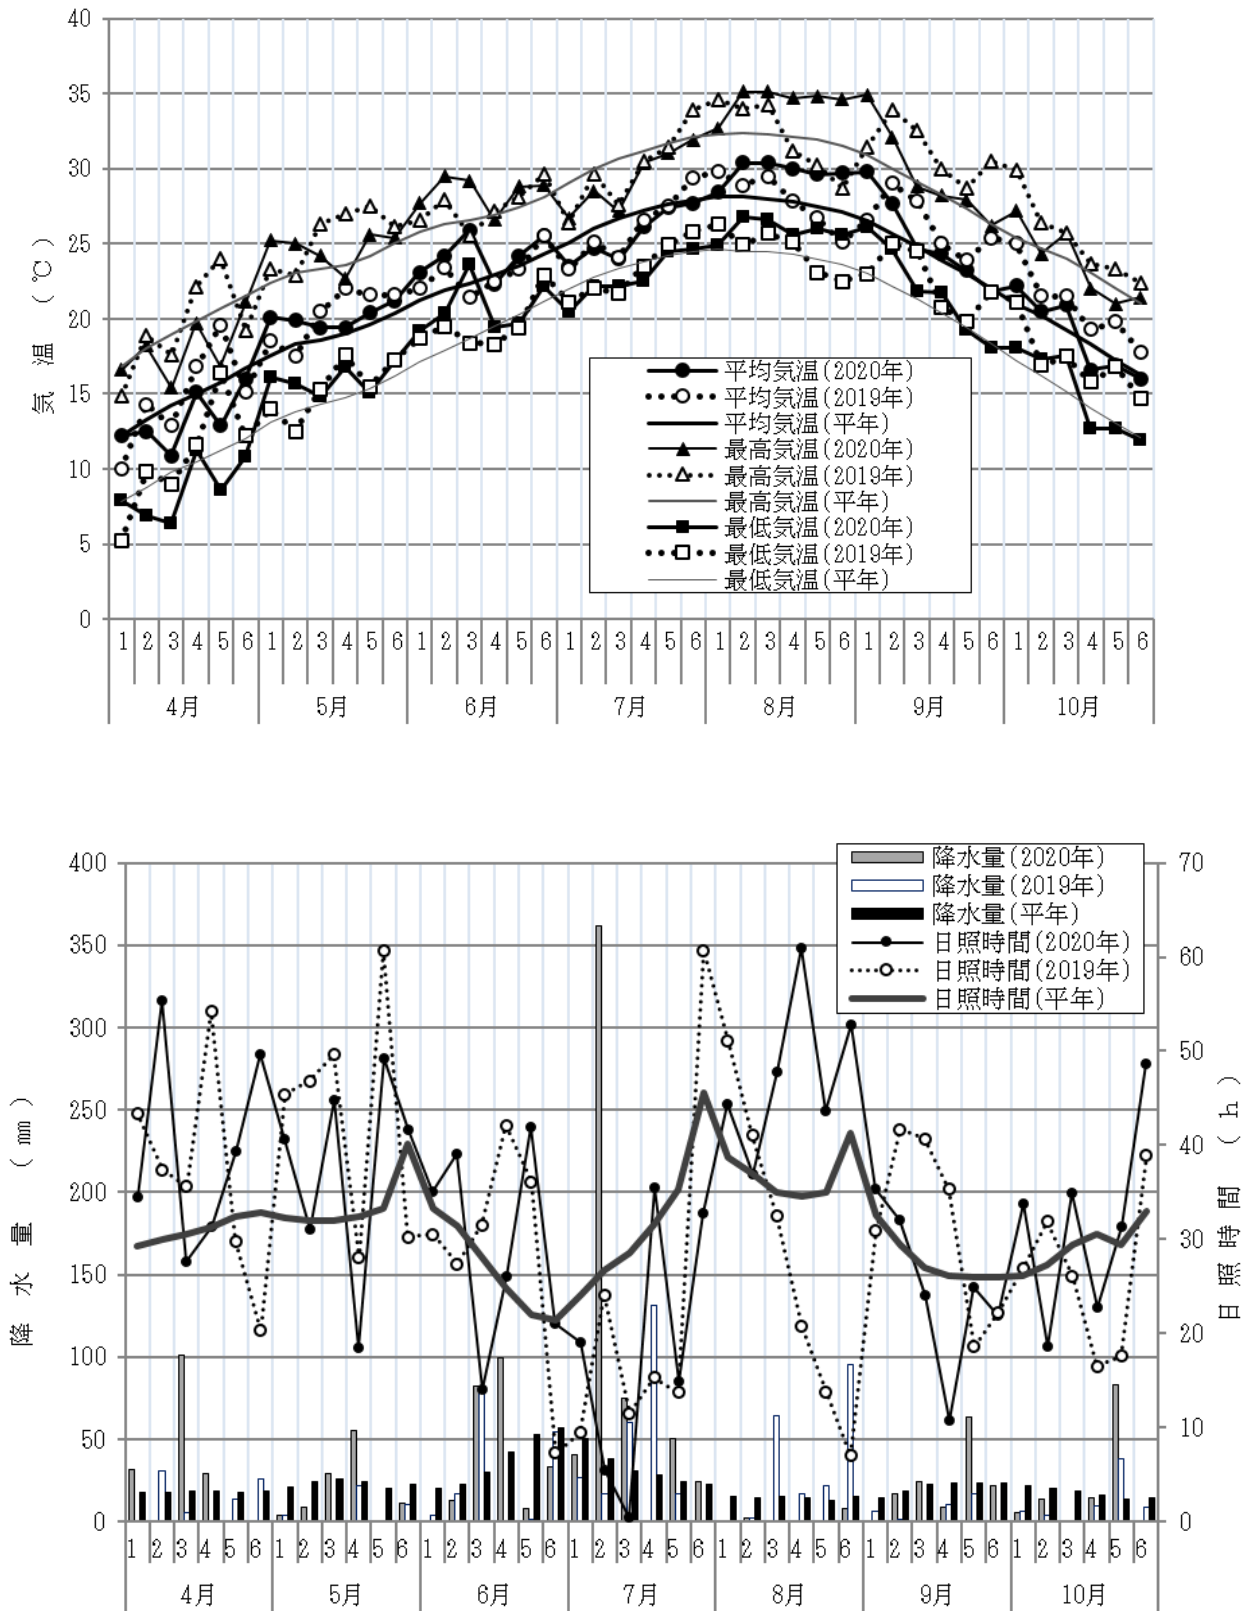 40
35
30
25
20
15
10
5
0
気温(℃)
平均気温(2020年)
平均気温(2019年)
平均気温(平年)
最高気温(2020年)
最高気温(2019年)
最高気温(平年)
最低気温(2020年)
最低気温(2019年)
最低気温(平年)
1 2 3 4 5 6 1 2 3 4 5 6 1 2 3 4 5 6 1 2 3 4 5 6 1 2 3 4 5 6 1 2 3 4 5 6 1 2 3 4 5 6
4月 5月 6月 7月 8月 9月 10月
400
350
300
250
200
150
100
50
0
降水量(㎜)
降水量(2020年)
降水量(2019年)
降水量(平年)
日照時間(2020年)
日照時間(2019年)
日照時間(平年)
70
60
50
40
30
20
10
0
日照時間(h)
1 2 3 4 5 6 1 2 3 4 5 6 1 2 3 4 5 6 1 2 3 4 5 6 1 2 3 4 5 6 1 2 3 4 5 6 1 2 3 4 5 6
4月 5月 6月 7月 8月 9月 10月